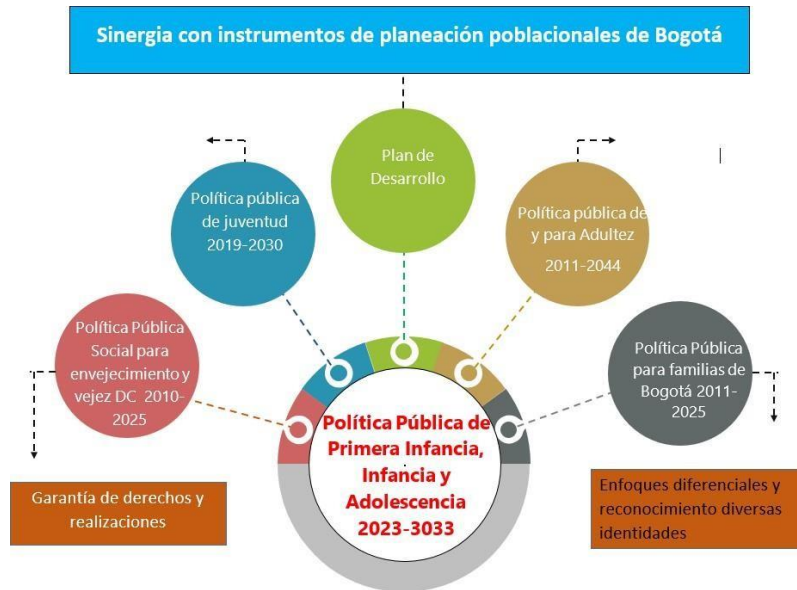 Sinergia con instrumentos de planeación poblacionales de Bogotá
Plan de
Desarrollo
Política pública
de juventud
2019-2030
Política pública de
y para Adultez
2011-2044
Política Pública
Social para
envejecimiento y
vejez DC 2010-
2025
Política Pública
para familias de
Bogotá 2011-
2025
Política Pública de
Primera Infancia,
Infancia y
Adolescencia
2023-3033
Garantía de derechos y
realizaciones
Enfoques diferenciales y
reconocimiento diversas
identidades